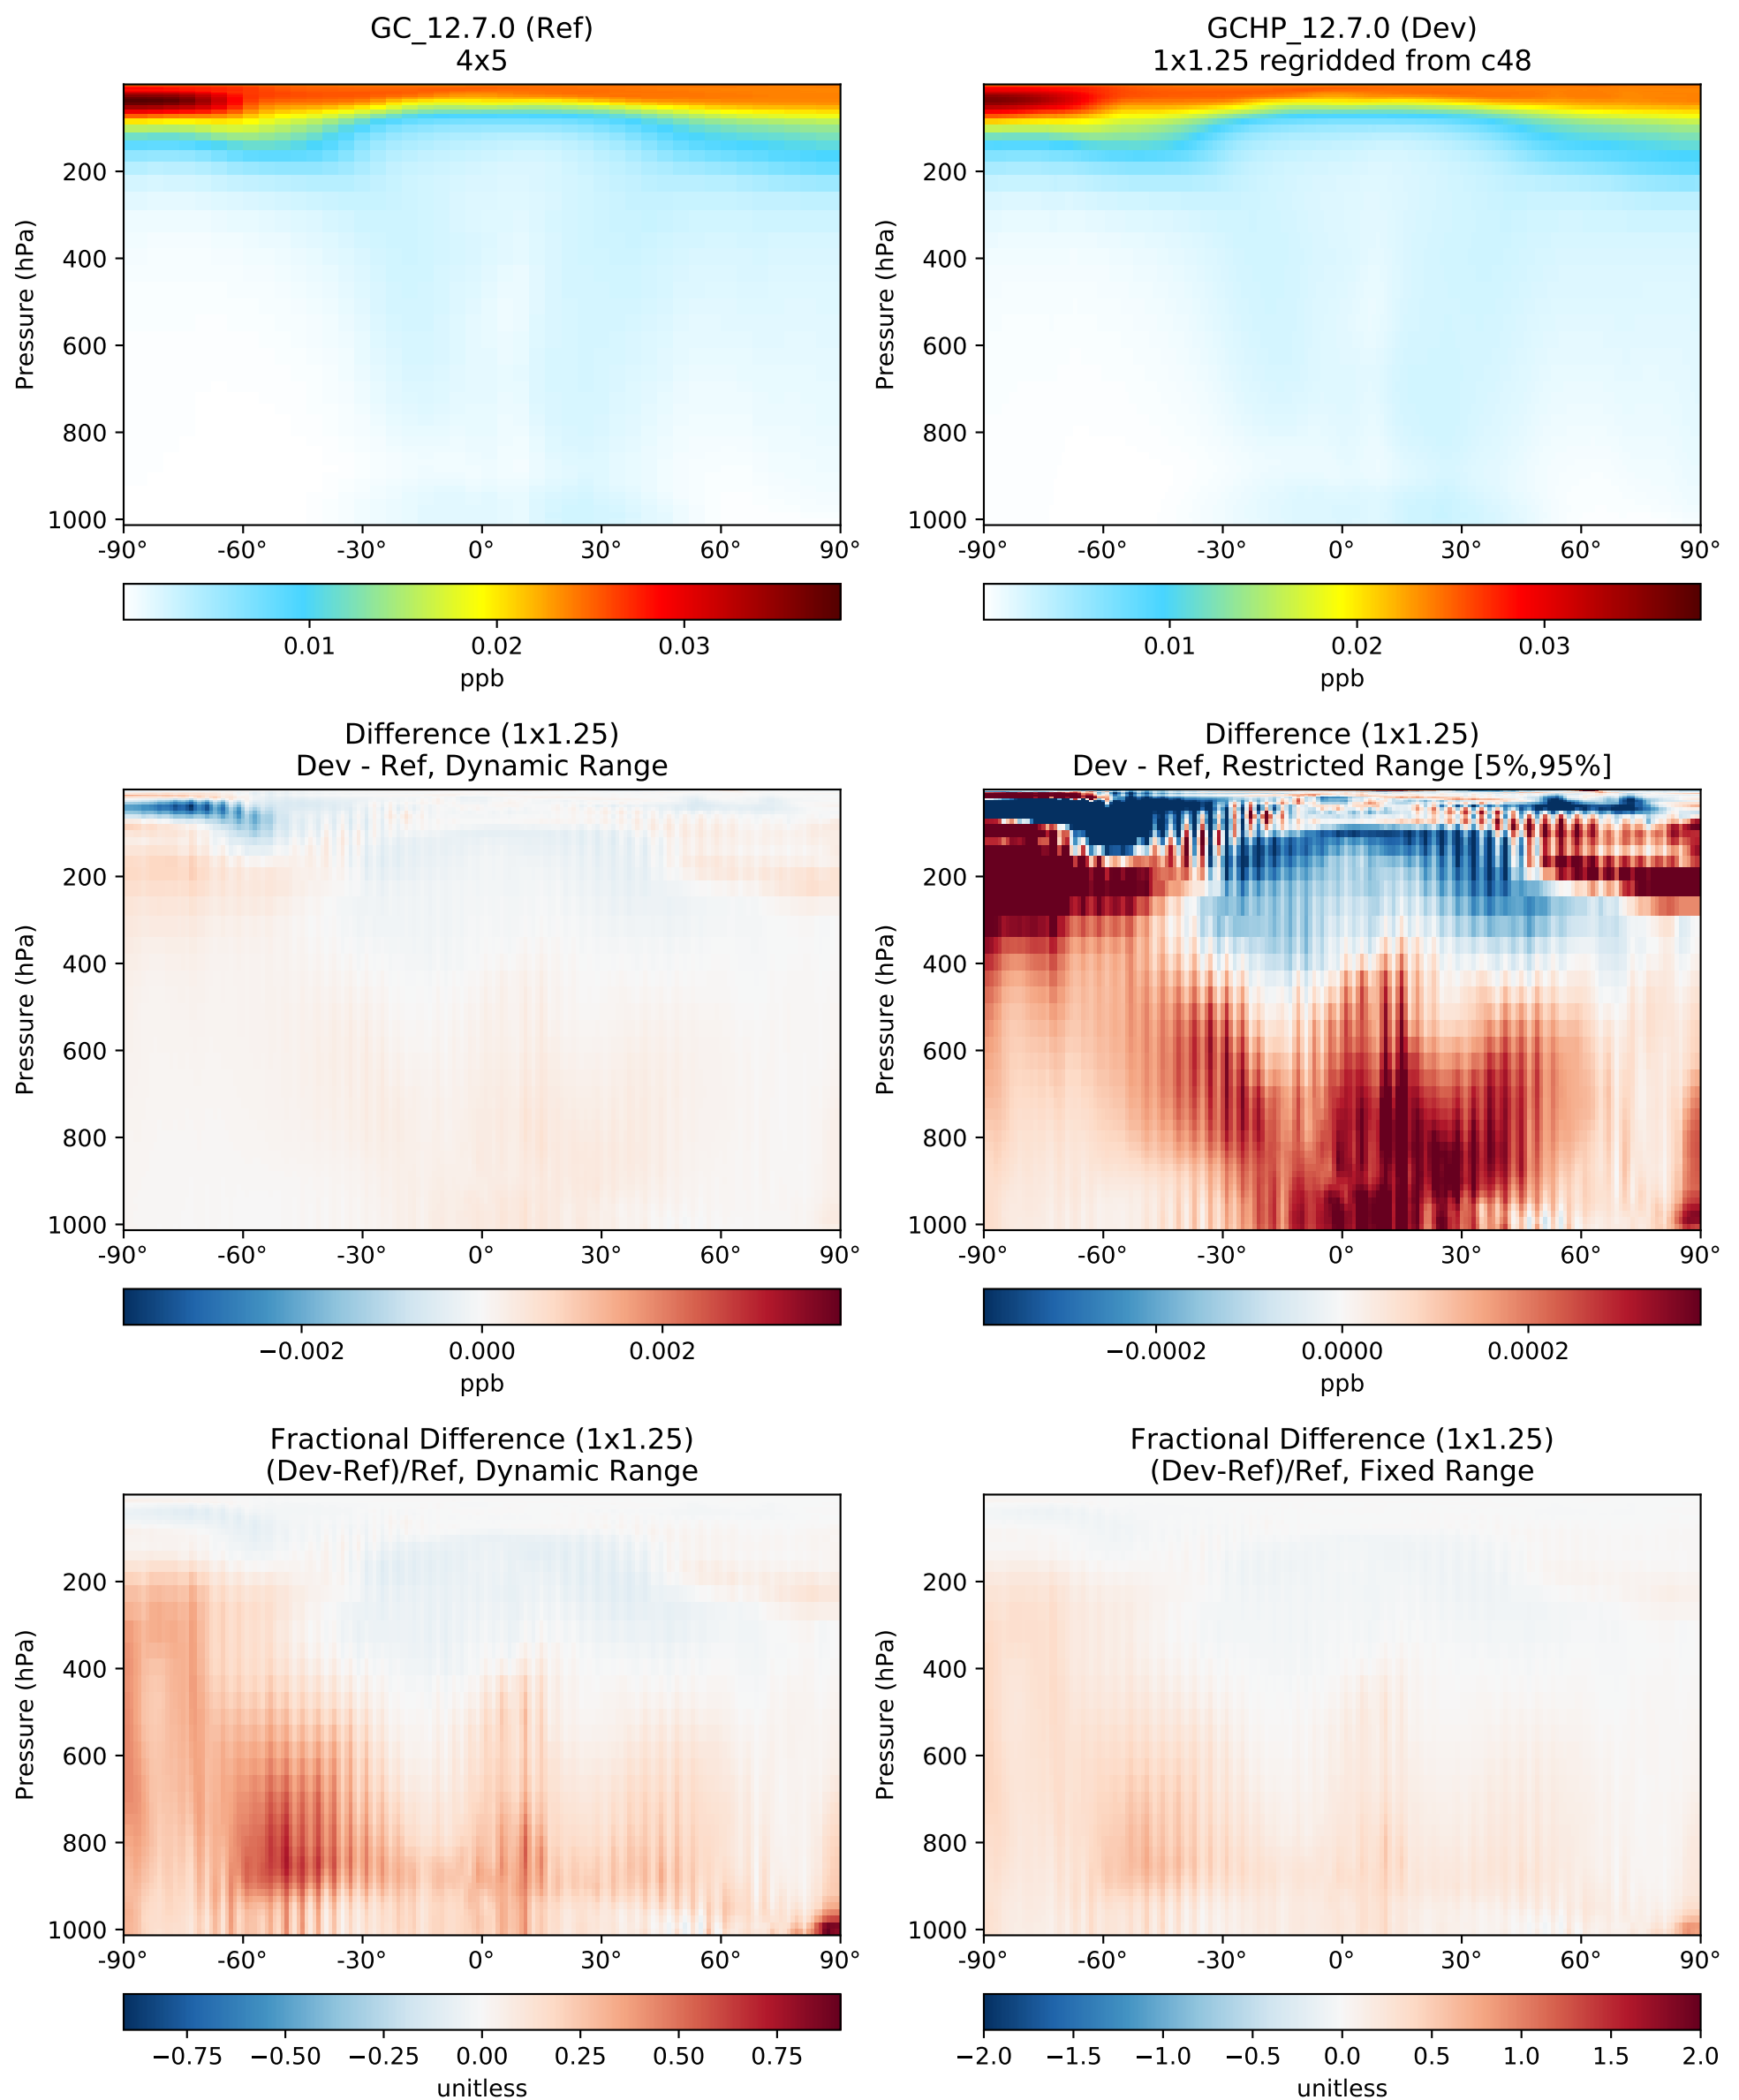 GC_12.7.0 (Ref)
4x5
Pressure (hPa)
200
400
600
800
1000
-90° -60° -30° 0° 30° 60° 90°
0.01 0.02 0.03
ppb
GCHP_12.7.0 (Dev)
1x1.25 regridded from c48
Pressure (hPa)
200
400
600
800
1000
-90° -60° -30° 0° 30° 60° 90°
0.01 0.02 0.03
ppb
Difference (1x1.25)
Dev - Ref, Dynamic Range
Pressure (hPa)
200
400
600
800
1000
-90° -60° -30° 0° 30° 60° 90°
−0.002 0.000 0.002
ppb
Difference (1x1.25)
Dev - Ref, Restricted Range [5%,95%]
Pressure (hPa)
200
400
600
800
1000
-90° -60° -30° 0° 30° 60° 90°
−0.0002 0.0000 0.0002
ppb
Fractional Difference (1x1.25)
(Dev-Ref)/Ref, Dynamic Range
Pressure (hPa)
200
400
600
800
1000
-90° -60° -30° 0° 30° 60° 90°
−0.75 −0.50 −0.25 0.00 0.25 0.50 0.75
unitless
Fractional Difference (1x1.25)
(Dev-Ref)/Ref, Fixed Range
Pressure (hPa)
200
400
600
800
1000
-90° -60° -30° 0° 30° 60° 90°
−2.0 −1.5 −1.0 −0.5 0.0 0.5 1.0 1.5 2.0
unitless